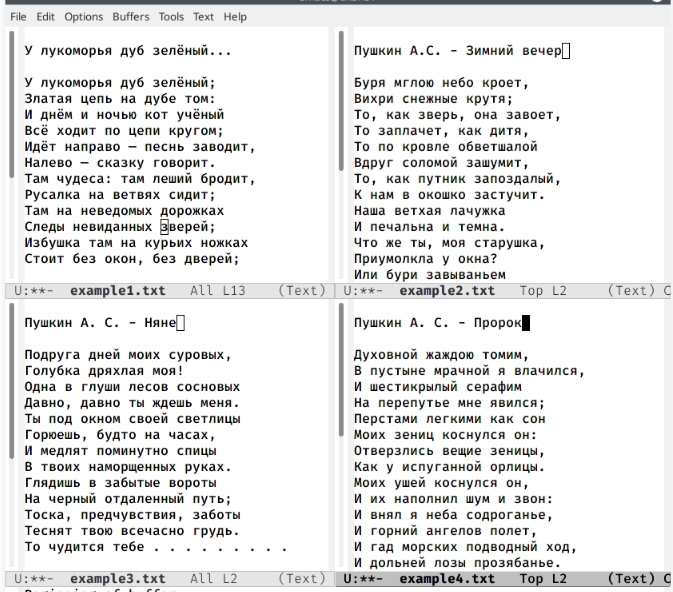 File Edit Options Buffers Tools Text Help
У лукоморья дуб зелёный...
У лукоморья дуб зелёный;
Златая цепь на дубе том:
И днём и ночью кот учёный
Всё ходит по цепи кругом;
Идёт направо — песнь заводит,
Налево — сказку говорит.
Там чудеса: там леший бродит,
Русалка на ветвях сидит;
Там на неведомых дорожках
Следы невиданных зверей;
Избушка там на курьих ножках
Стоит без окон, без дверей;
U:**- example1.txt All L13 (Text)
Пушкин А.С. - Зимний вечер
Буря мглою небо кроет,
Вихри снежные крутя;
То, как зверь, она завоет,
То заплачет, как дитя,
То по кровле обветшалой
Вдруг соломой зашумит,
То, как путник запоздалый,
К нам в окошко застучит.
Наша ветхая лачужка
И печальна и темна.
Что же ты, моя старушка,
Приумолкла у окна?
Или бури завываньем
U:**- example2.txt Top L2 (Text) C
Пушкин А. С. - Няне
Подруга дней моих суровых,
Голубка дряхлая моя!
Одна в глуши лесов сосновых
Давно, давно ты ждешь меня.
Ты под окном своей светлицы
Горюешь, будто на часах,
И медлят поминутно спицы
В твоих наморщенных руках.
Глядишь в забытые вороты
На черный отдаленный путь;
Тоска, предчувствия, заботы
Теснят твою всечасно грудь.
То чудится тебе . . . . . . . . .
U:**- example3.txt All L2 (Text)
Пушкин А. С. - Пророк
Духовной жаждою томим,
В пустыне мрачной я влачился,
И шестикрылый серафим
На перепутье мне явился;
Перстами легкими как сон
Моих зениц коснулся он:
Отверзлись вещие зеницы,
Как у испуганной орлицы.
Моих ушей коснулся он,
И их наполнил шум и звон:
И внял я неба содроганье,
И горний ангелов полет,
И гад морских подводный ход,
И дольней лозы прозябанье.
U:**- example4.txt Top L2 (Text) C